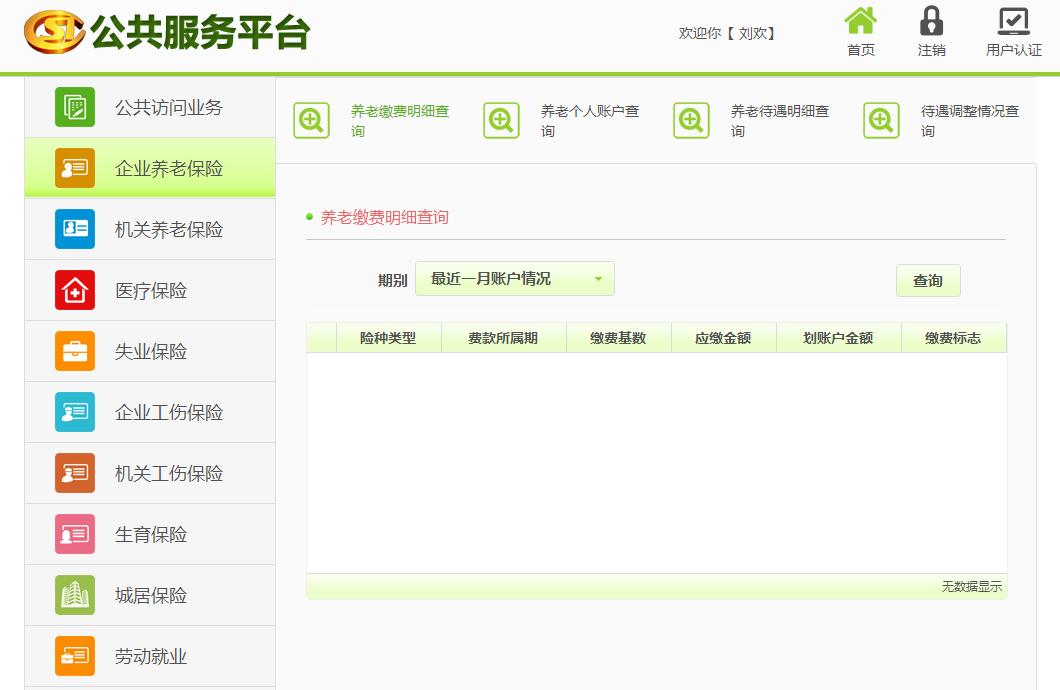 公共服务平台
欢迎你【 刘欢】
首页
注销
用户认证
公共访问业务
企业养老保险
机关养老保险
医疗保险
失业保险
企业工伤保险
机关工伤保险
生育保险
城居保险
劳动就业
养老缴费明细查
询
养老个人账户查
询
养老待遇明细查
询
待遇调整情况查
询
养老缴费明细查询
期别 最近一月账户情况 查询
险种类型 费款所属期 缴费基数 应缴金额 划账户金额 缴费标志
无数据显示